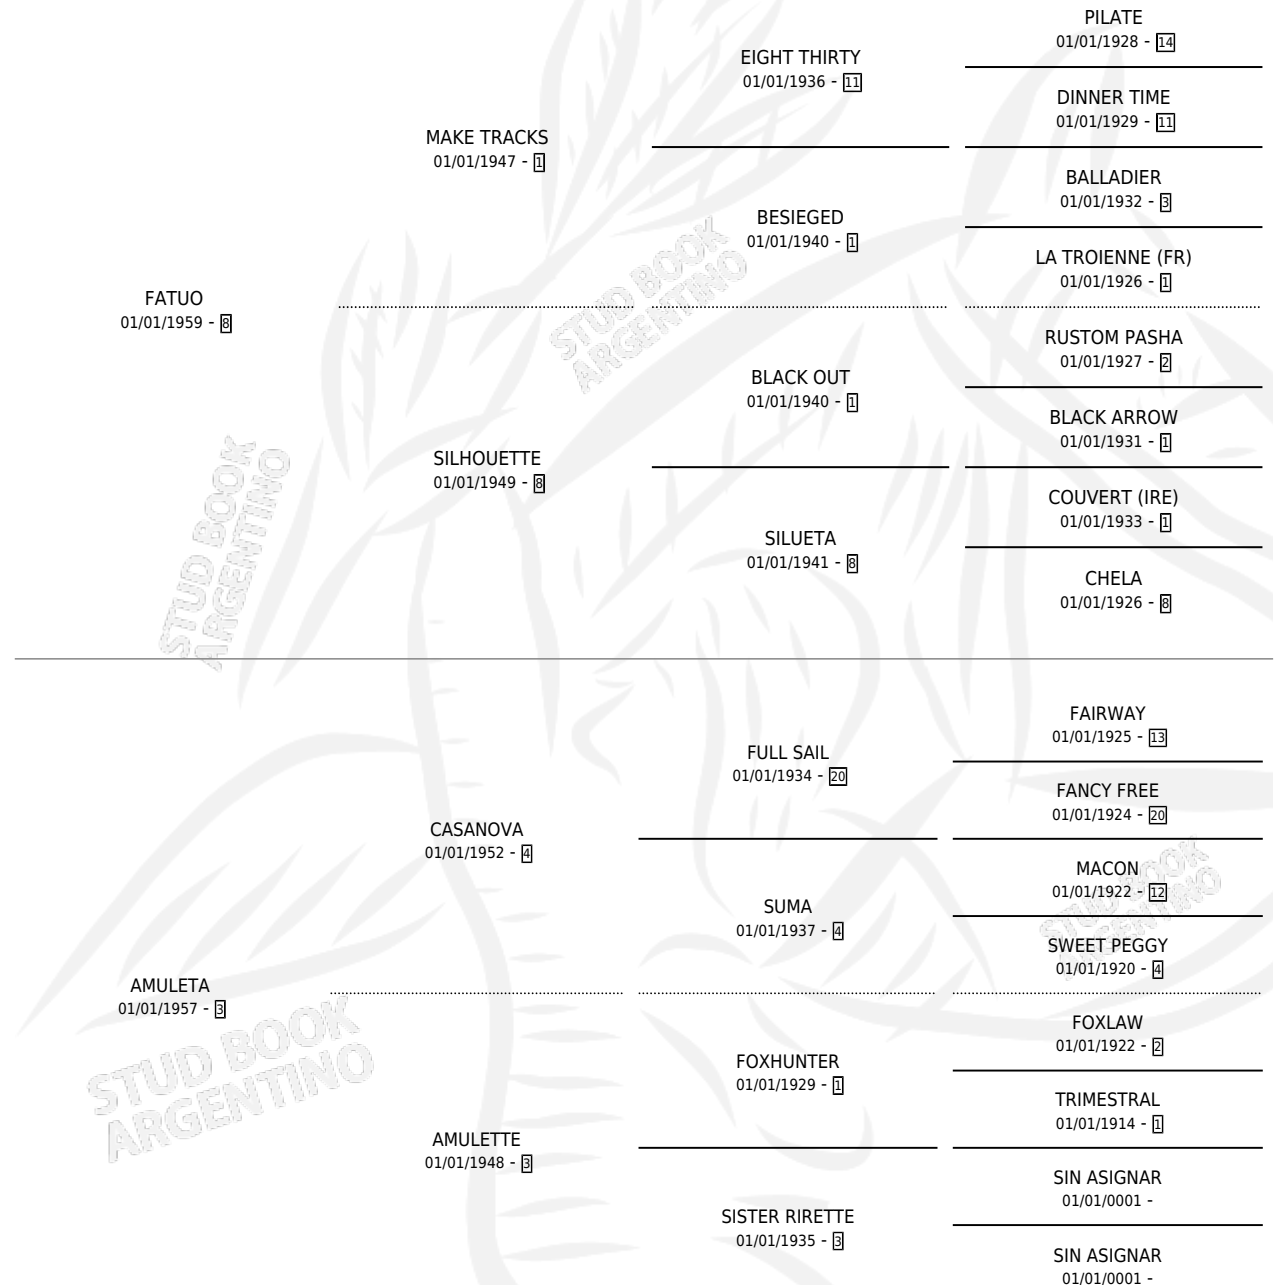 PILATE
01/01/1928 - 14
EIGHT THIRTY
01/01/1936 - 11
DINNER TIME
01/01/1929 - 11
MAKE TRACKS
01/01/1947 - 1
BALLADIER
01/01/1932 - 3
BESIEGED
01/01/1940 - 1
LA TROIENNE (FR)
01/01/1926 - 1
FATUO
01/01/1959 - 8
RUSTOM PASHA
01/01/1927 - 2
BLACK OUT
01/01/1940 - 1
BLACK ARROW
01/01/1931 - 1
SILHOUETTE
01/01/1949 - 8
COUVERT (IRE)
01/01/1933 - 1
SILUETA
01/01/1941 - 8
CHELA
01/01/1926 - 8
STUD BOOK
ARGENTINO
STUD BOOK
ARGENTINO
FAIRWAY
01/01/1925 - 13
FULL SAIL
01/01/1934 - 20
FANCY FREE
01/01/1924 - 20
CASANOVA
01/01/1952 - 4
MACON
01/01/1922 - 12
SUMA
01/01/1937 - 4
SWEET PEGGY
01/01/1920 - 4
AMULETA
01/01/1957 - 3
FOXLAW
01/01/1922 - 2
FOXHUNTER
01/01/1929 - 1
TRIMESTRAL
01/01/1914 - 1
AMULETTE
01/01/1948 - 3
SIN ASIGNAR
01/01/0001 -
SISTER RIRETTE
01/01/1935 - 3
SIN ASIGNAR
01/01/0001 -
STUD BOOK
ARGENTINO
STUD BOOK
ARGENTINO